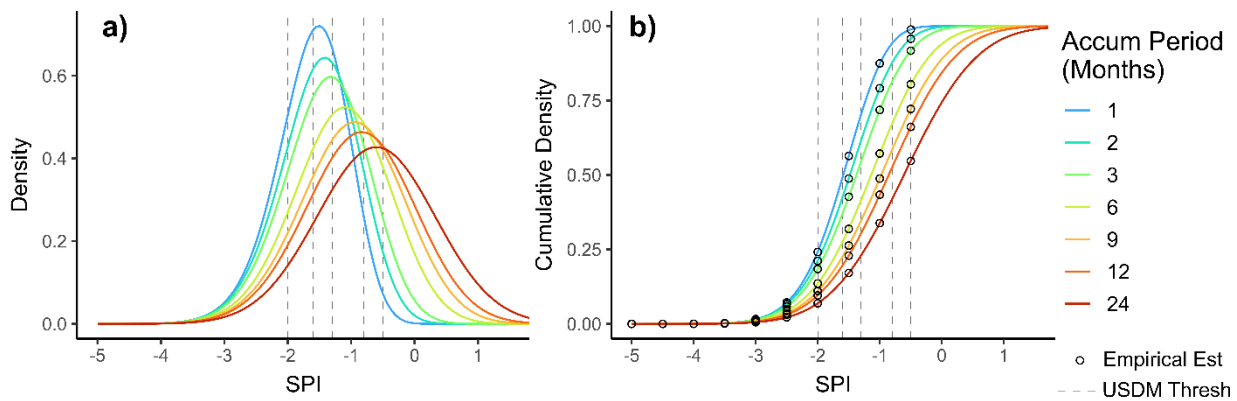 a)
Density
0.6
0.4
0.2
0.0
-5 -4 -3 -2 -1 0 1
SPI
b)
Cumulative Density
1.00
0.75
0.50
0.25
0.00
-5 -4 -3 -2 -1 0 1
SPI
Accum Period
(Months)
1
2
3
6
9
12
24
Empirical Est
USDM Thresh